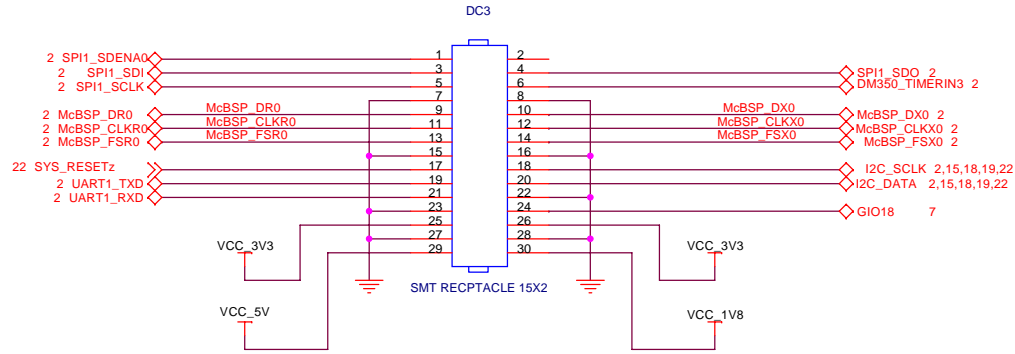 DC3
2 SPI1_SDENA0 1 2
2 SPI1_SDI 3 4 SPI1_SDO 2
2 SPI1_SCLK 5 6 DM350_TIMERIN3 2
7 8
2 McBSP_DR0 McBSP_DR0 9 10 McBSP_DX0 McBSP_DX0 2
2 McBSP_CLKR0 McBSP_CLKR0 11 12 McBSP_CLKX0 McBSP_CLKX0 2
2 McBSP_FSR0 McBSP_FSR0 13 14 McBSP_FSX0 McBSP_FSX0 2
15 16
22 SYS_RESETz 17 18 I2C_SCLK 2,15,18,19,22
2 UART1_TXD 19 20 I2C_DATA 2,15,18,19,22
2 UART1_RXD 21 22
23 24 GIO18 7
25 26
VCC_3V3 27 28 VCC_3V3
29 30
SMT RECPTACLE 15X2
VCC_5V VCC_1V8